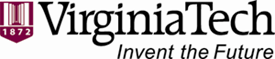 VirginiaTech
1872
Invent the Future